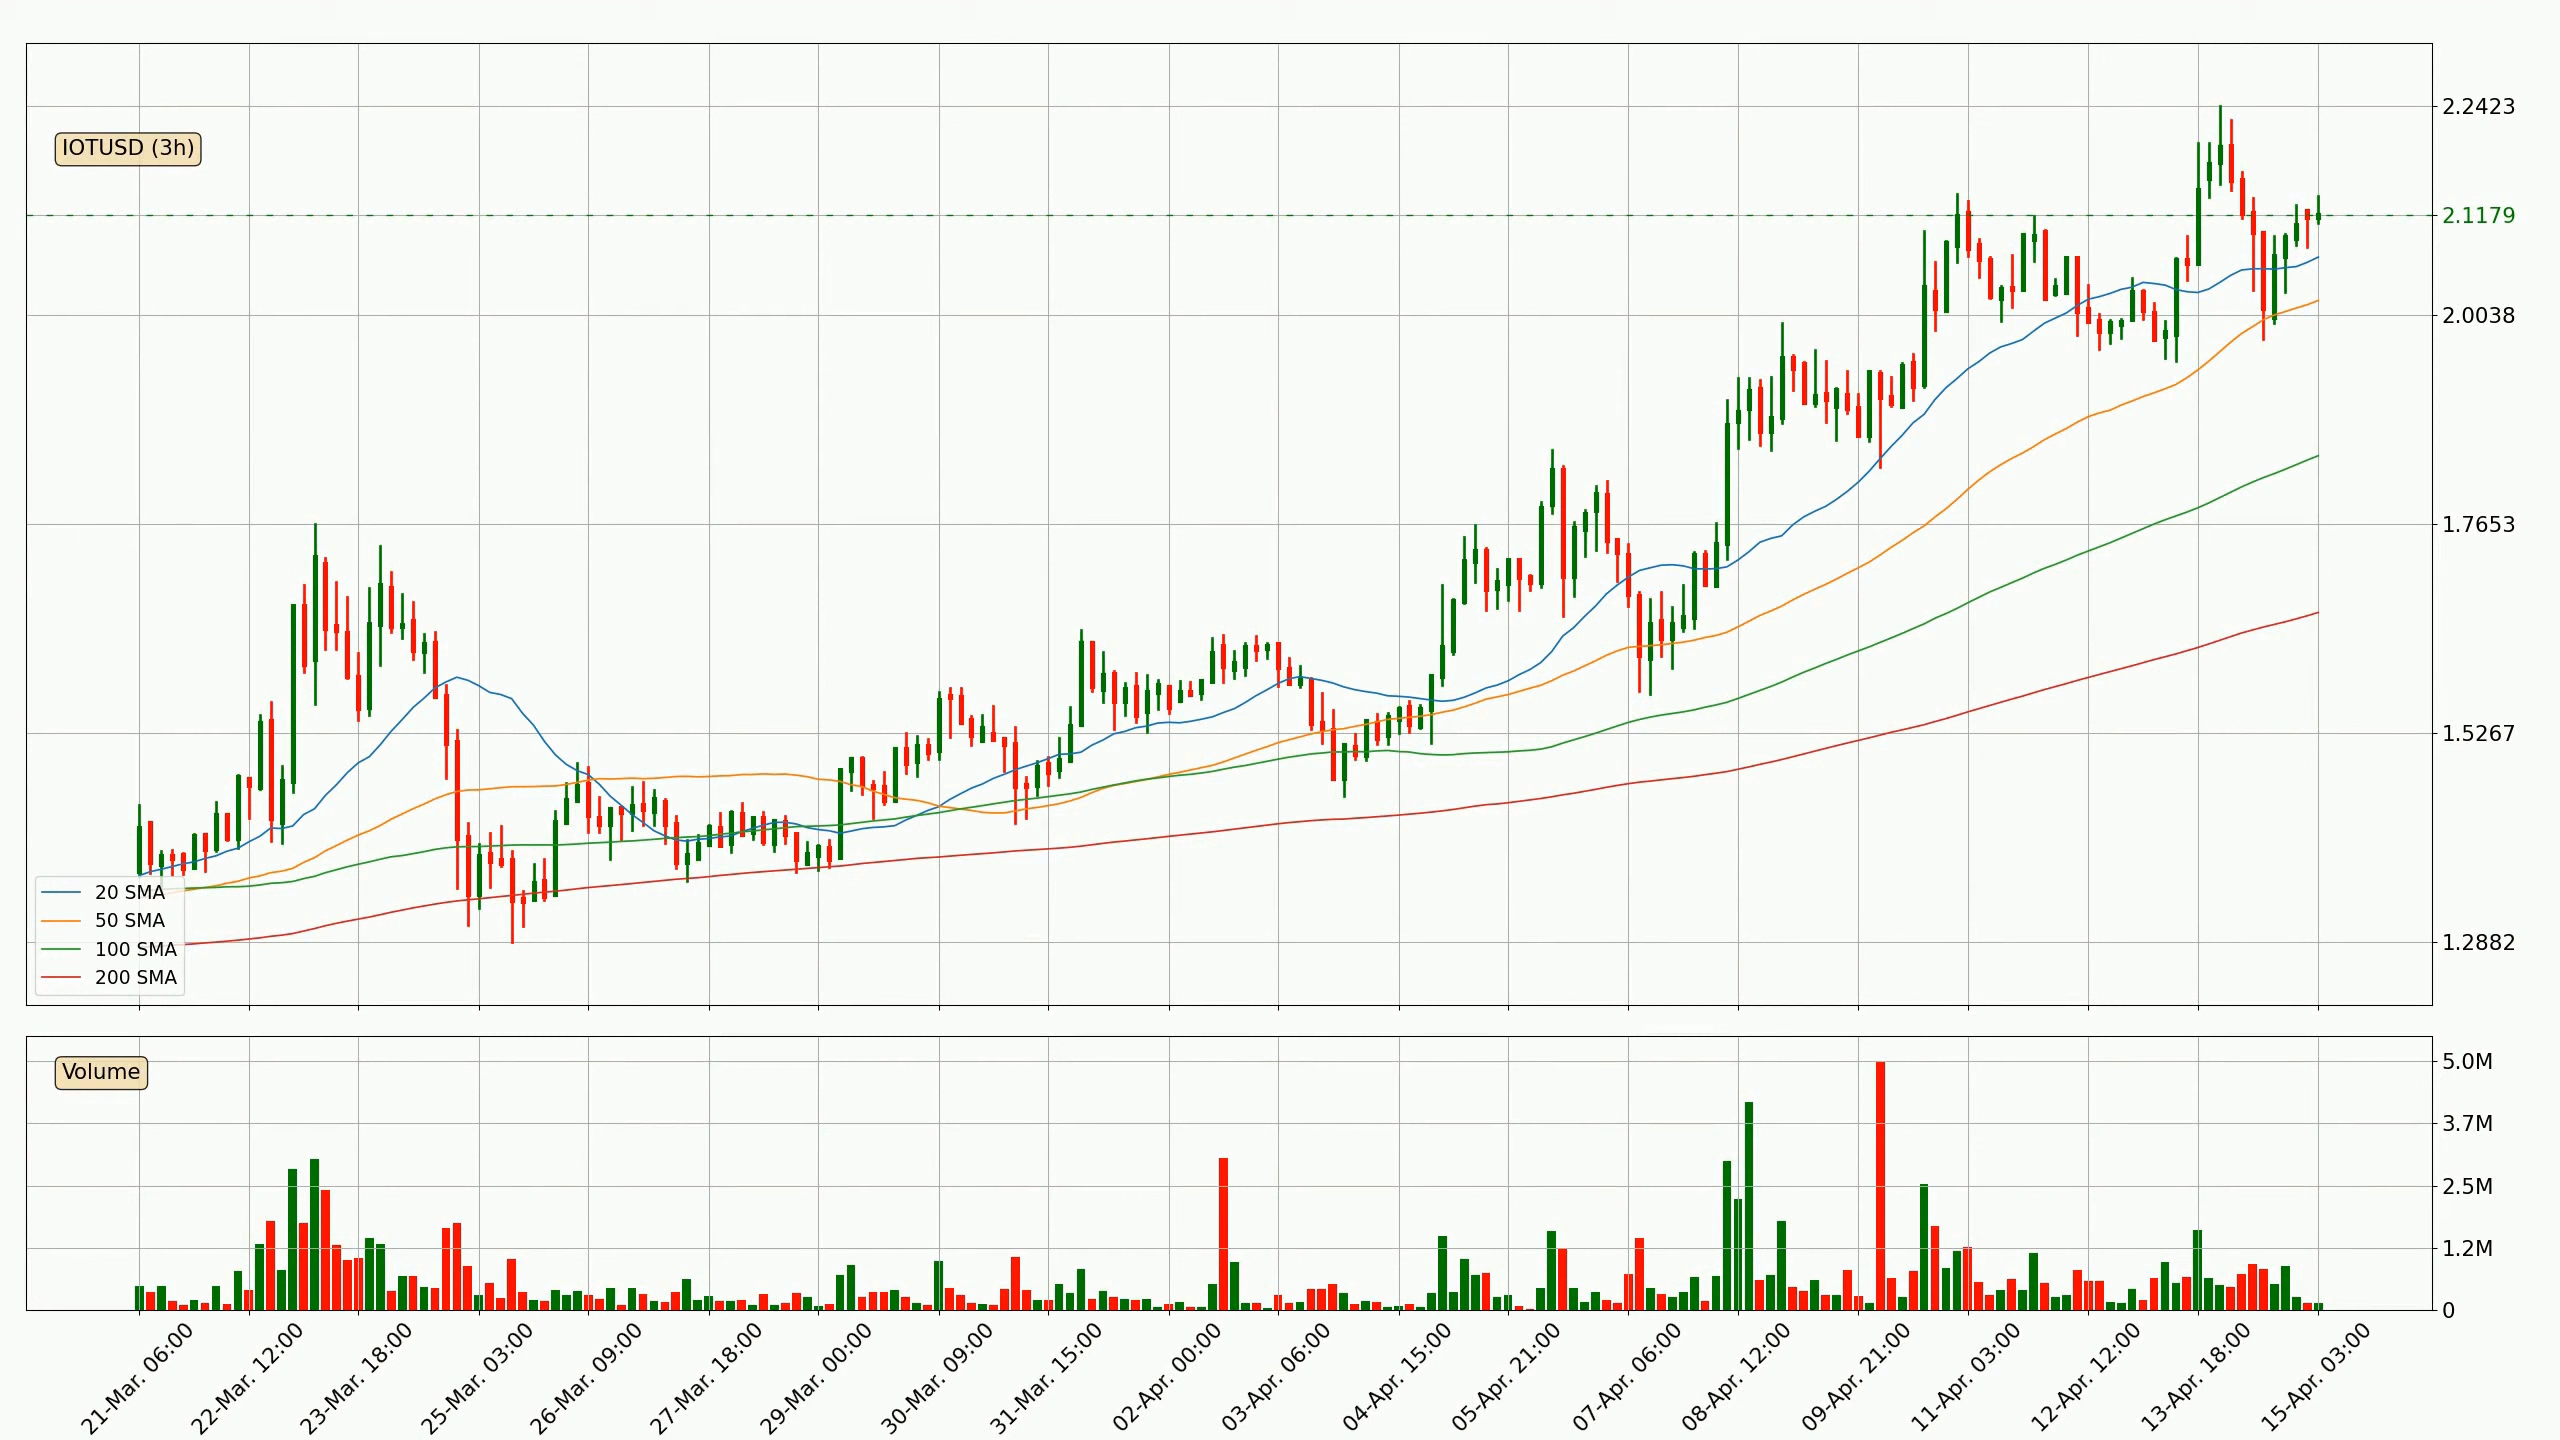 IOTUSD (3h)
2.2423
2.1179
2.0038
1.7653
1.5267
1.2882
20 SMA
50 SMA
100 SMA
200 SMA
Volume
5.0M
3.7M
2.5M
1.2M
0
21-Mar. 06:00
22-Mar. 12:00
23-Mar. 18:00
25-Mar. 03:00
26-Mar. 09:00
27-Mar. 18:00
29-Mar. 00:00
30-Mar. 09:00
31-Mar. 15:00
02-Apr. 00:00
03-Apr. 06:00
04-Apr. 15:00
05-Apr. 21:00
07-Apr. 06:00
08-Apr. 12:00
09-Apr. 21:00
11-Apr. 03:00
12-Apr. 12:00
13-Apr. 18:00
15-Apr. 03:00